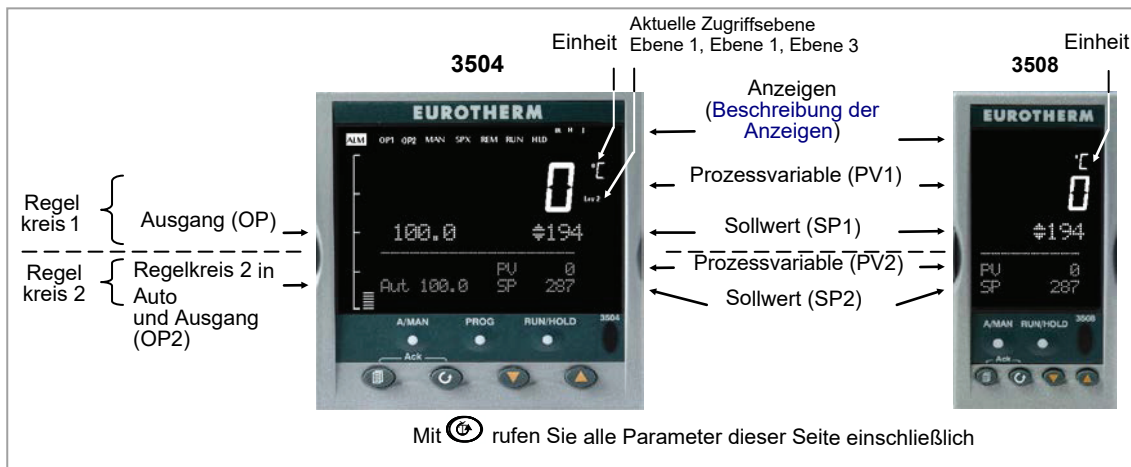 Aktuelle Zugriffsebene
Einheit
Ebene 1, Ebene 1, Ebene 3
Einheit
3504
3508
Anzeigen
(Beschreibung der
Anzeigen)
EUROTHERM
ALM OP1 OP2 MAN SPX REM RUN HLD
°C
0
Lev 2
100.0 194
PV 0
Aut 100.0 SP 287
A/MAN PROG RUN/HOLD
3504
Ack
Regel
kreis 1
Ausgang (OP)
Regel
kreis 2
Regelkreis 2 in
Auto
und Ausgang
(OP2)
Prozessvariable (PV1)
Sollwert (SP1)
Prozessvariable (PV2)
Sollwert (SP2)
EUROTHERM
°C
0
194
PV 0
SP 287
A/MAN RUN/HOLD
3508
Ack
Mit rufen Sie alle Parameter dieser Seite einschließlich